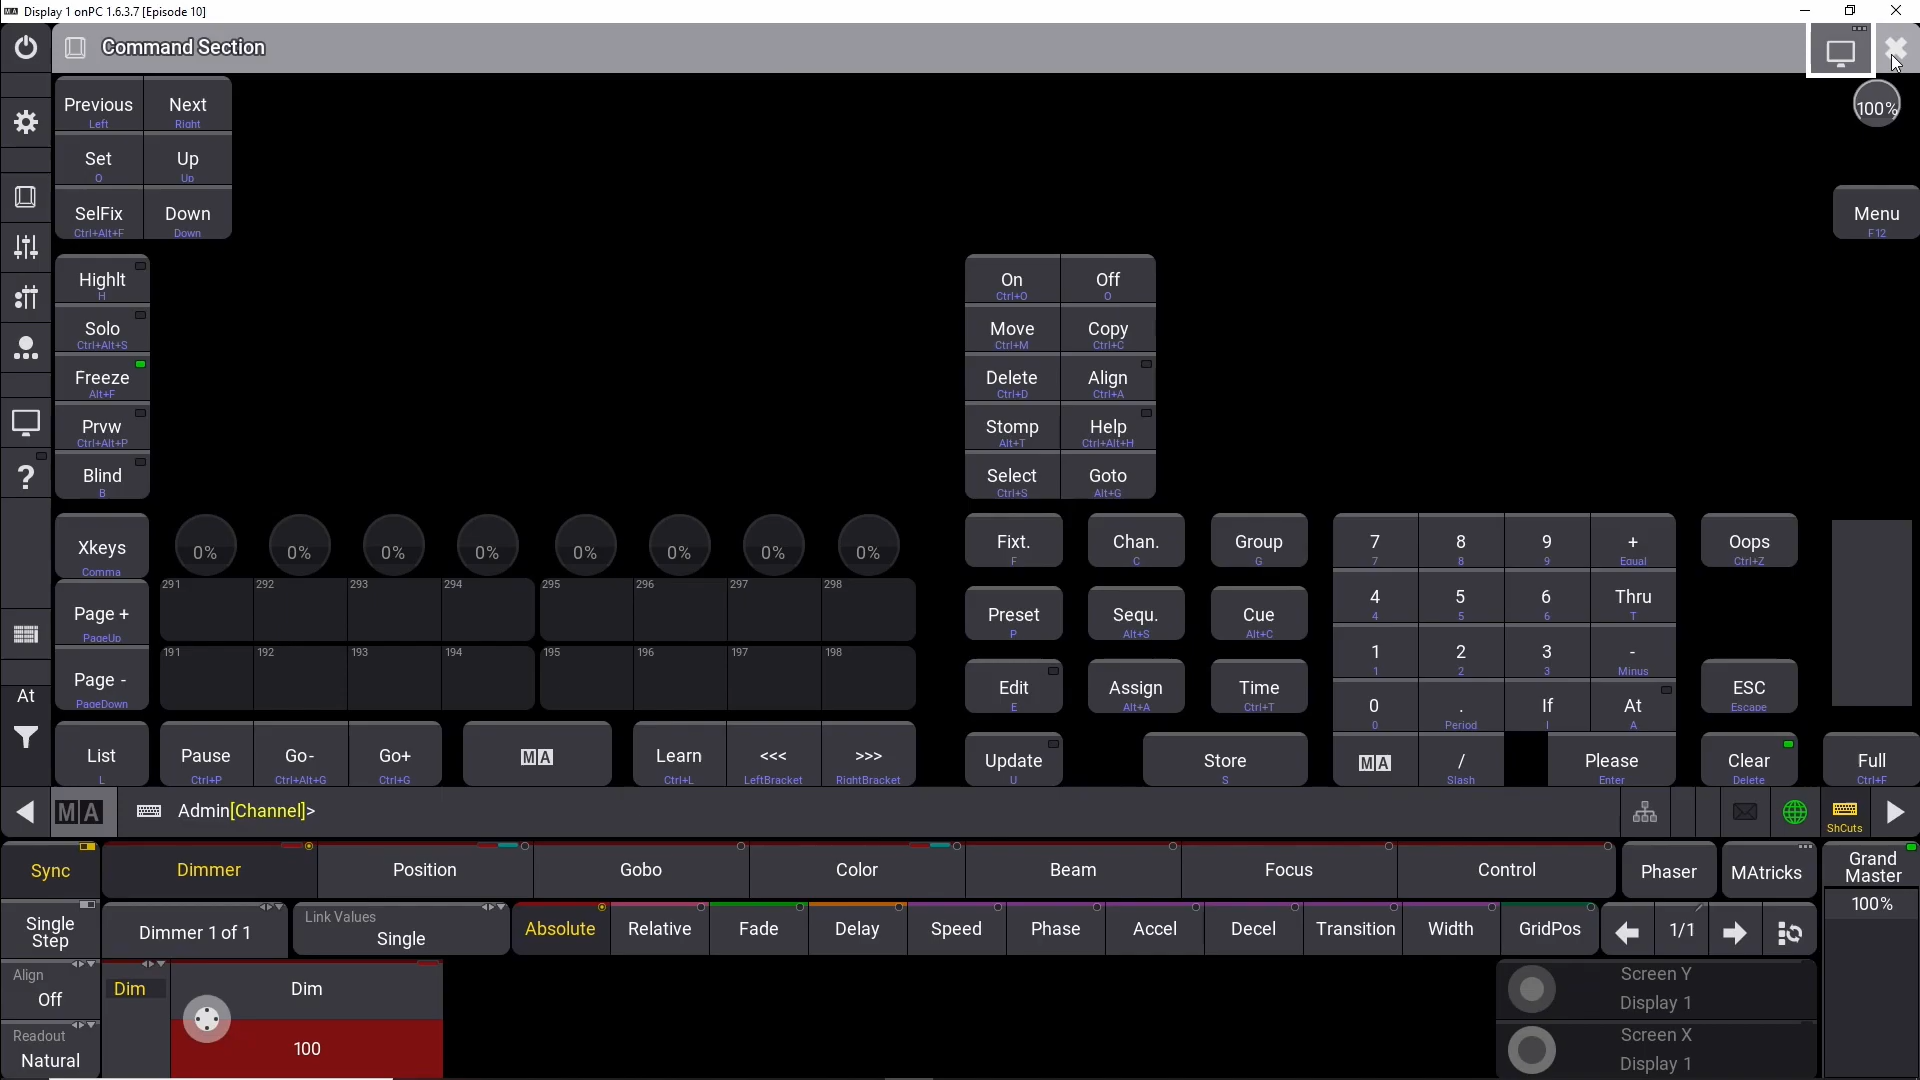 Display 1 onPC 1.6.3.7 [Episode 10]
Command Section
Previous Next
Left Right
100%
Set Up
O Up
SelFix Down Menu
Ctrl+Alt+F Down F12
Highlt On Off
H Ctrl+O O
Solo Move Copy
Ctrl+Alt+S Ctrl+M Ctrl+C
Freeze Delete Align
Alt+F Ctrl+D Ctrl+A
Prvw Stomp Help
Ctrl+Alt+P Alt+T Ctrl+Alt+H
Blind Select Goto
B Ctrl+S Alt+G
Xkeys 0% 0% 0% 0% 0% 0% 0% 0% Fixt. Chan. Group 7 8 9 + Oops
Comma F C G 7 8 9 Equal Ctrl+Z
291 292 293 294 295 296 297 298
Page + Preset Sequ. Cue 4 5 6 Thru
PageUp P Alt+S Alt+C 4 5 6 T
191 192 193 194 195 196 197 198
1 2 3 -
1 2 3 Minus
Page - Edit Assign Time ESC
PageDown E Alt+A Ctrl+T Escape
At
0 . If At
0 Period I A
List Pause Go- Go+ MA Learn <<< >>> Update Store MA / Please Clear Full
L Ctrl+P Ctrl+Alt+G Ctrl+G Ctrl+L LeftBracket RightBracket U S Slash Enter Delete Ctrl+F
MA Admin[Channel]> ShCuts
Sync Dimmer Position Gobo Color Beam Focus Control Phaser MAtricks Grand
Master
100%
Single
Step
Dimmer 1 of 1
Link Values
Single
Absolute Relative Fade Delay Speed Phase Accel Decel Transition Width GridPos 1/1
Align
Off
Dim Dim
100
Readout
Natural
Screen Y
Display 1
Screen X
Display 1